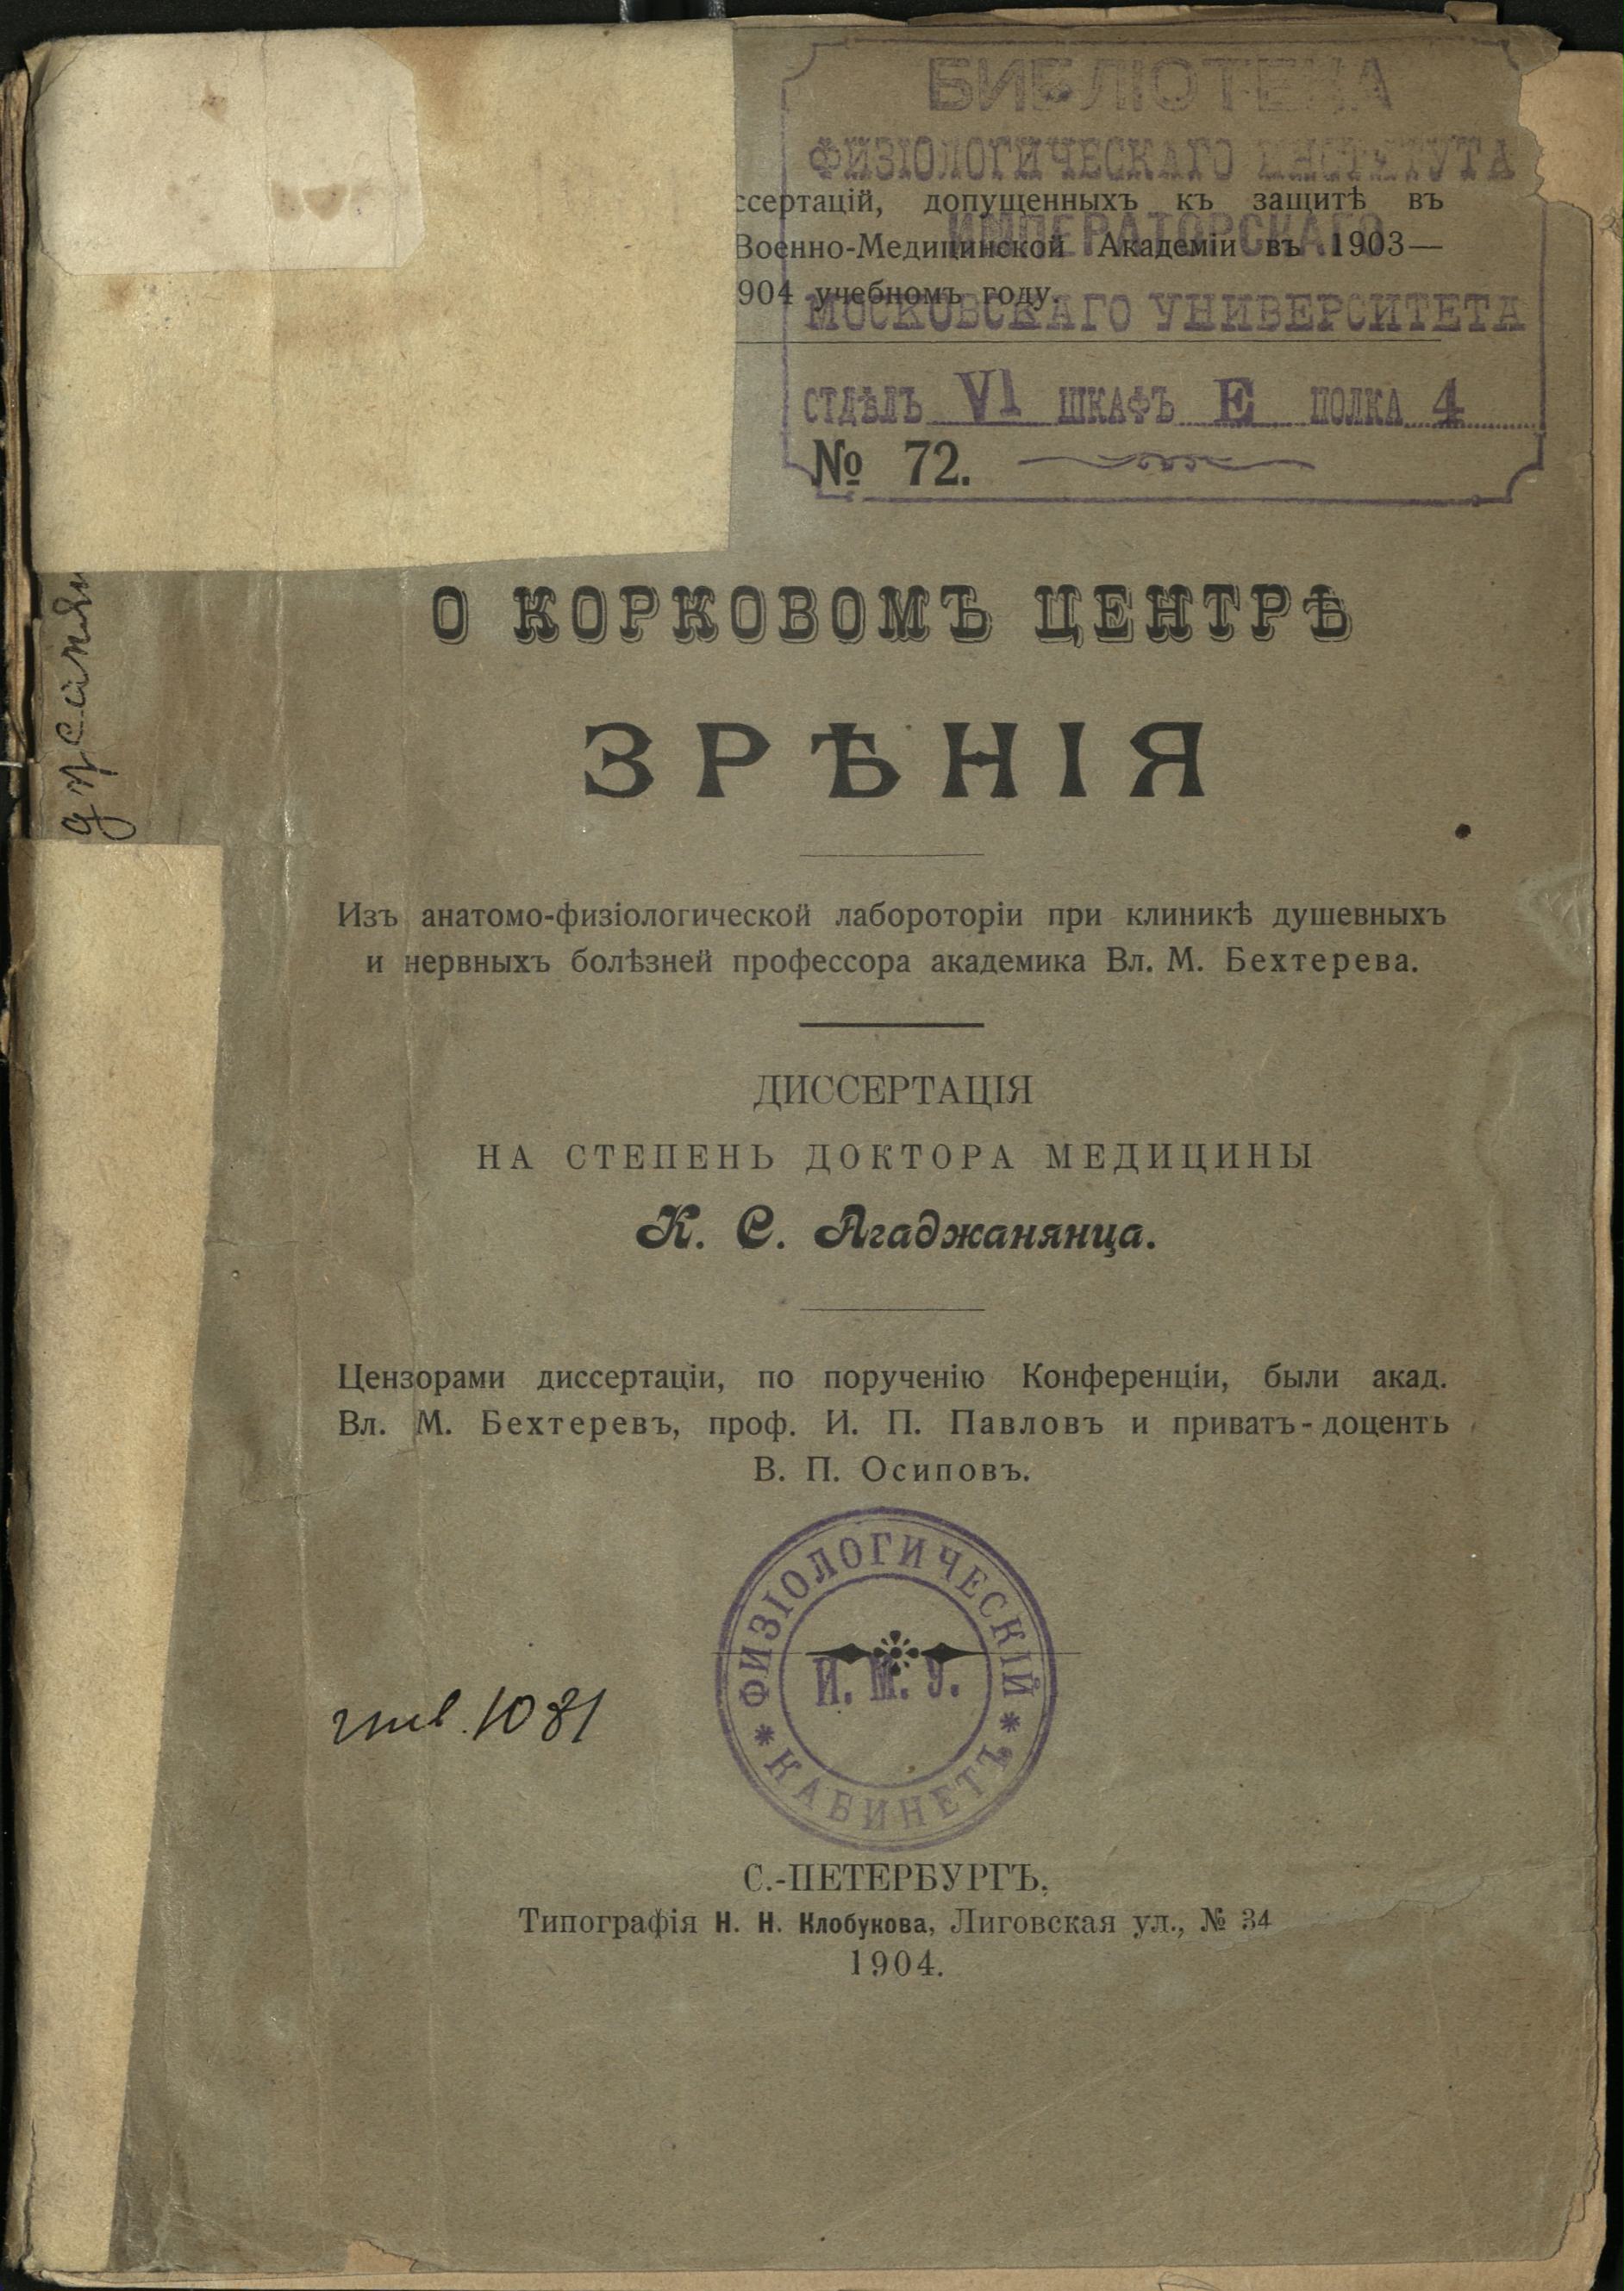 БИБЛІОТЕКА
ФИЗІОЛОГИЧЕСКАГО ИНСТИТУТА
ИМПЕРАТОРСКАГО
МОСКОВСКАГО УНИВЕРСИТЕТА
ОТДѢЛЪ VI ШКАФЪ Е ПОЛКА 4
ссертацій, допущенныхъ къ защитѣ въ
Военно-Медицинской Академіи въ 1903—
904 учебномъ году.
№ 72.
О КОРКОВОМЪ ЦЕНТРѢ
ЗРѢНІЯ
Изъ анатомо-физіологической лабороторіи при клиникѣ душевныхъ
и нервныхъ болѣзней профессора академика Вл. М. Бехтерева.
ДИССЕРТАЦІЯ
НА СТЕПЕНЬ ДОКТОРА МЕДИЦИНЫ
К. С. Агаджанянца.
Цензорами диссертаціи, по порученію Конференціи, были акад.
Вл. М. Бехтеревъ, проф. И. П. Павловъ и приватъ-доцентъ
В. П. Осиповъ.
ФИЗІОЛОГИЧЕСКІЙ
И. М. У.
* КАБИНЕТЪ *
инв. 1081
С.-ПЕТЕРБУРГЪ.
Типографія Н. Н. Клобукова, Лиговская ул., № 34
1904.